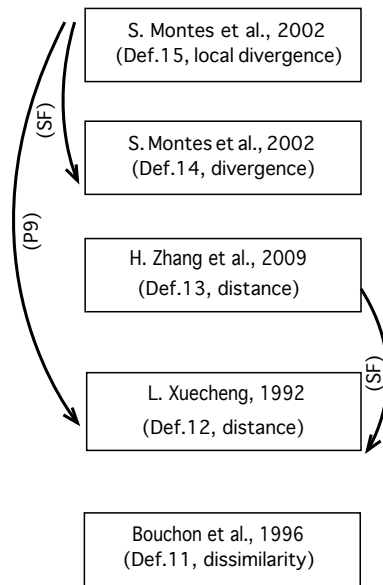 S. Montes et al., 2002
(Def.15, local divergence)
(SF)
S. Montes et al., 2002
(Def.14, divergence)
(P9)
H. Zhang et al., 2009
(Def.13, distance)
(SF)
L. Xuecheng, 1992
(Def.12, distance)
Bouchon et al., 1996
(Def.11, dissimilarity)